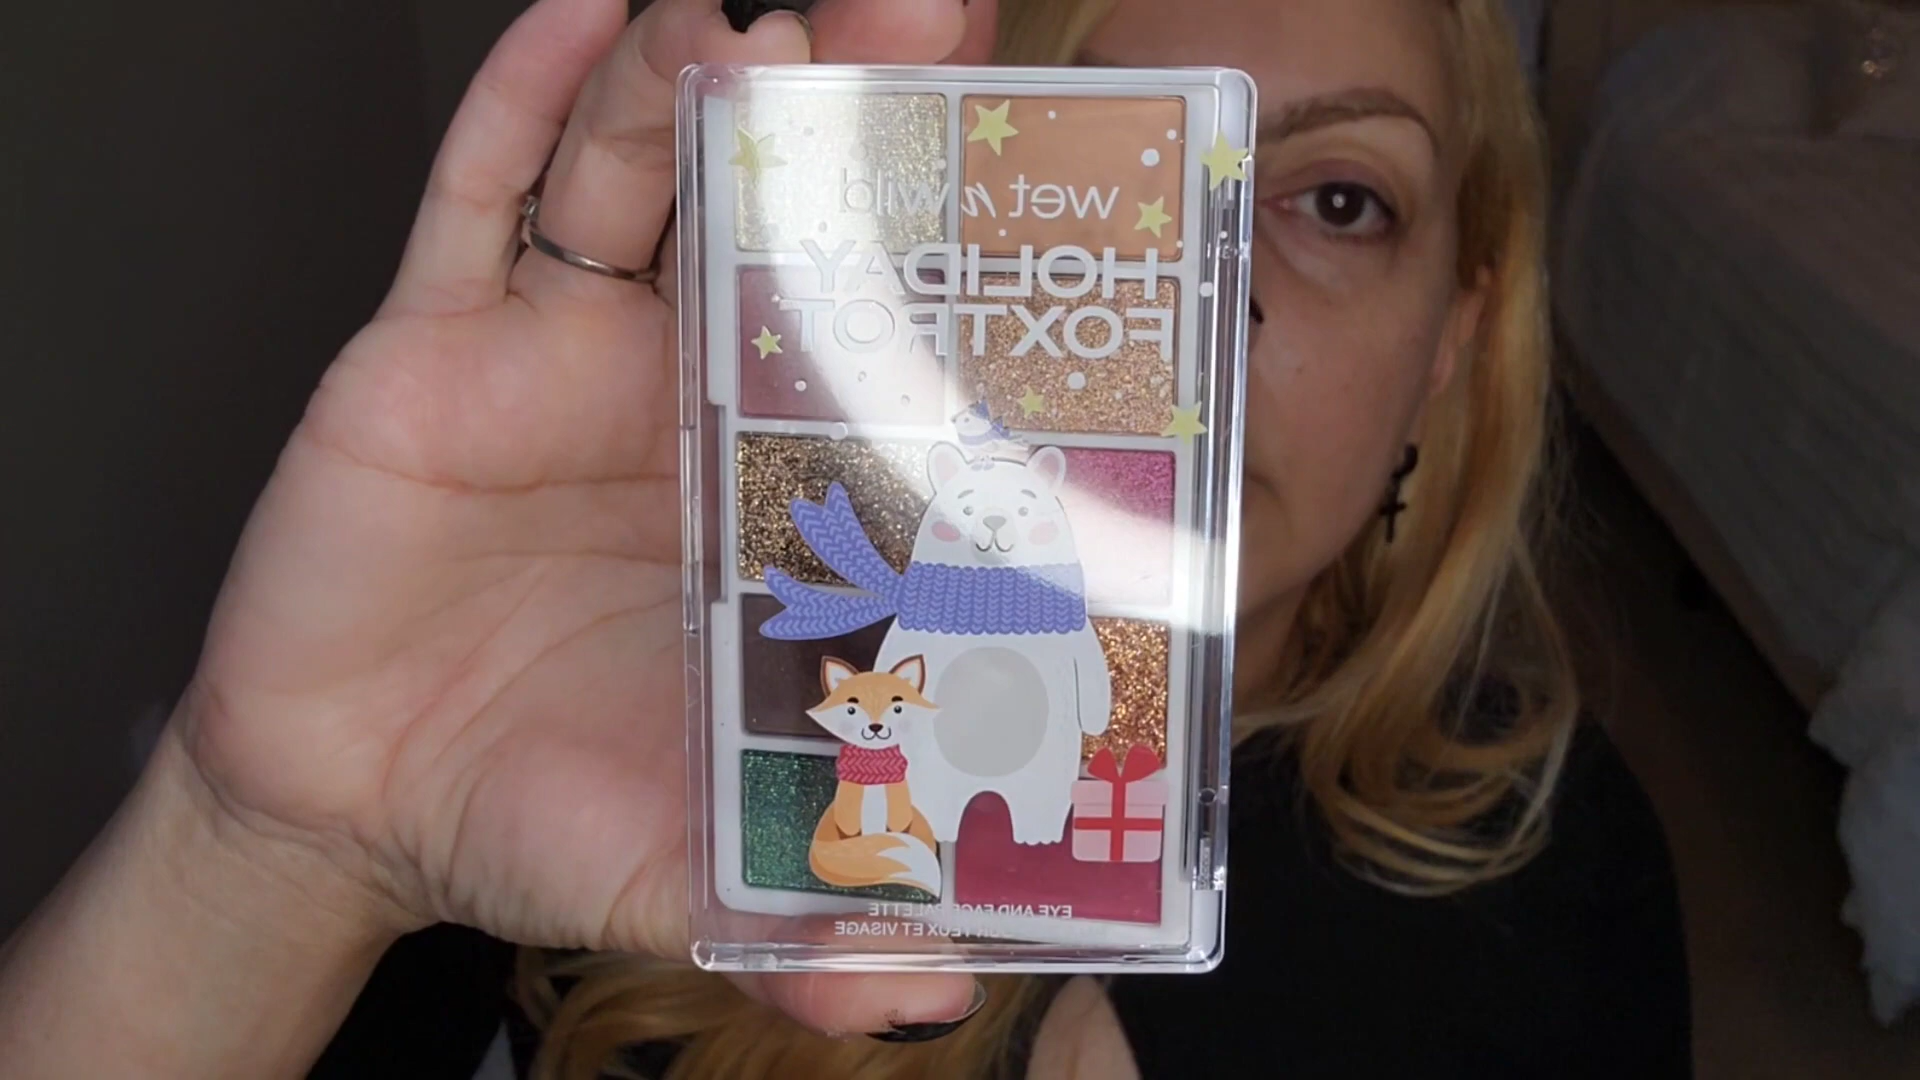 wet n wild
HOLIDAY
FOXTROT
EYE AND FACE PALETTE
YEUX ET VISAGE